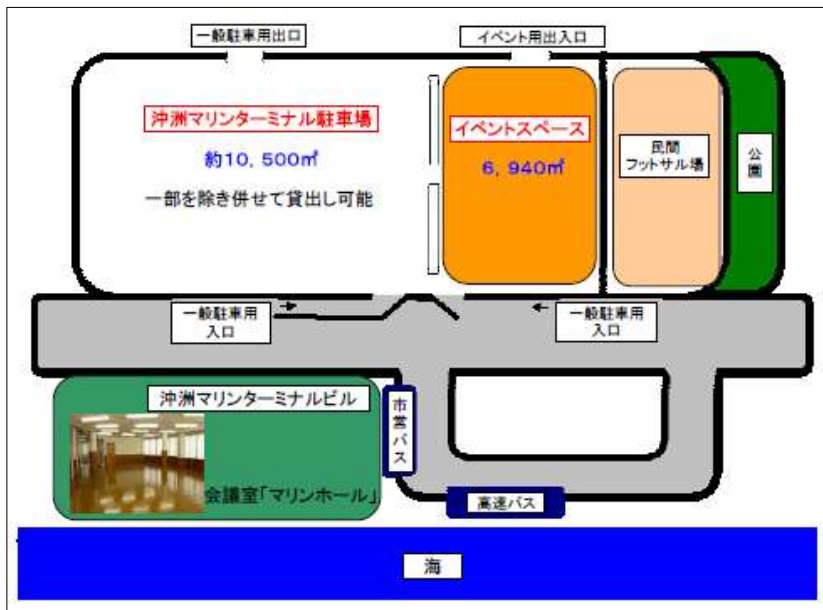 一般駐車用出口
イベント用出入口
沖洲マリンターミナル駐車場
約10,500㎡
一部を除き併せて貸出し可能
イベントスペース
6,940㎡
民間
フットサル場
公園
一般駐車用
入口
一般駐車用
入口
沖洲マリンターミナルビル
会議室「マリンホール」
市営バス
高速バス
海